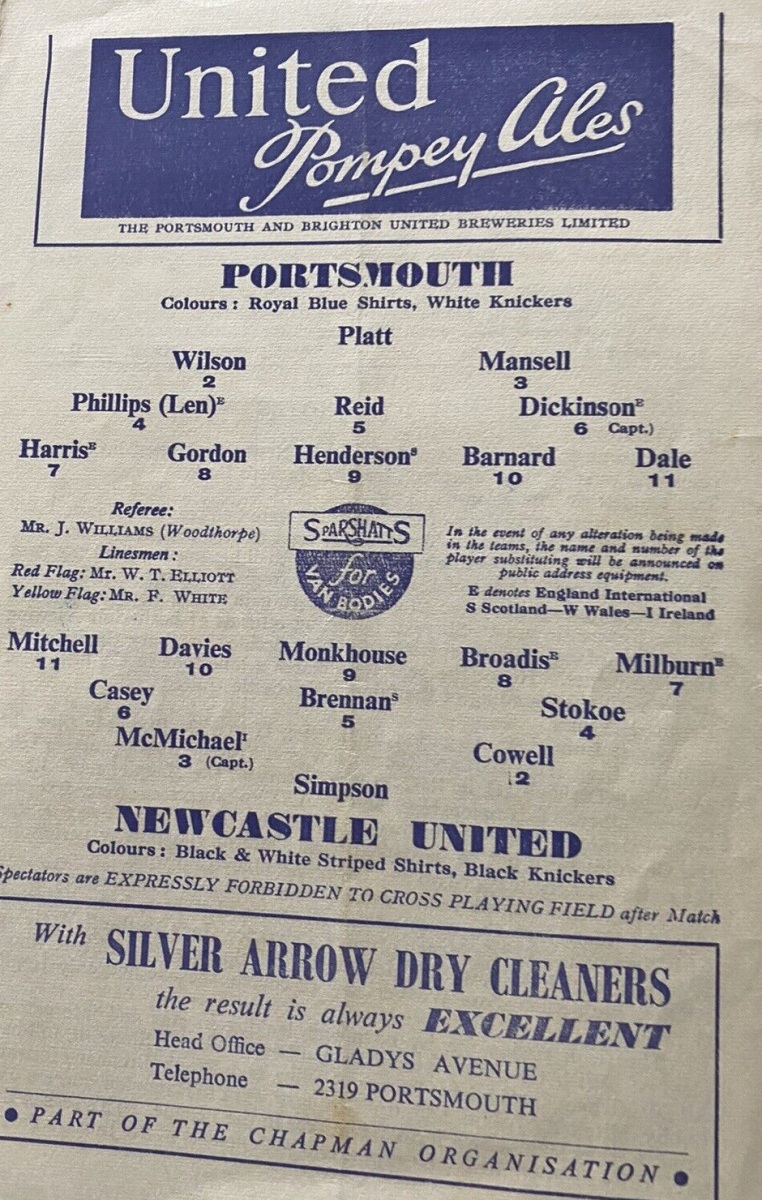 United
Pompey Ales
THE PORTSMOUTH AND BRIGHTON UNITED BREWERIES LIMITED
PORTSMOUTH
Colours : Royal Blue Shirts, White Knickers
Platt
Wilson Mansell
2 3
Phillips (Len)ᴱ Reid Dickinsonᴱ
4 5 6 Capt.)
Harrisᴱ Gordon Hendersonˢ Barnard Dale
7 8 9 10 11
Referee:
MR. J. WILLIAMS (Woodthorpe)
Linesmen :
Red Flag: Mr. W. T. ELLIOTT
Yellow Flag: MR. F. WHITE
SPARSHATTS
for
VAN BODIES
In the event of any alteration being made
in the teams, the name and number of the
player substituting will be announced on
public address equipment.
E denotes England International
S Scotland—W Wales—I Ireland
Mitchell Davies Monkhouse Broadisᴱ Milburnᴱ
11 10 9 8 7
Casey Brennanˢ Stokoe
6 5 4
McMichaelᴵ Cowell
3 (Capt.) 2
Simpson
NEWCASTLE UNITED
Colours : Black & White Striped Shirts, Black Knickers
Spectators are EXPRESSLY FORBIDDEN TO CROSS PLAYING FIELD after Match
With SILVER ARROW DRY CLEANERS
the result is always EXCELLENT
Head Office — GLADYS AVENUE
Telephone — 2319 PORTSMOUTH
• PART OF THE CHAPMAN ORGANISATION •